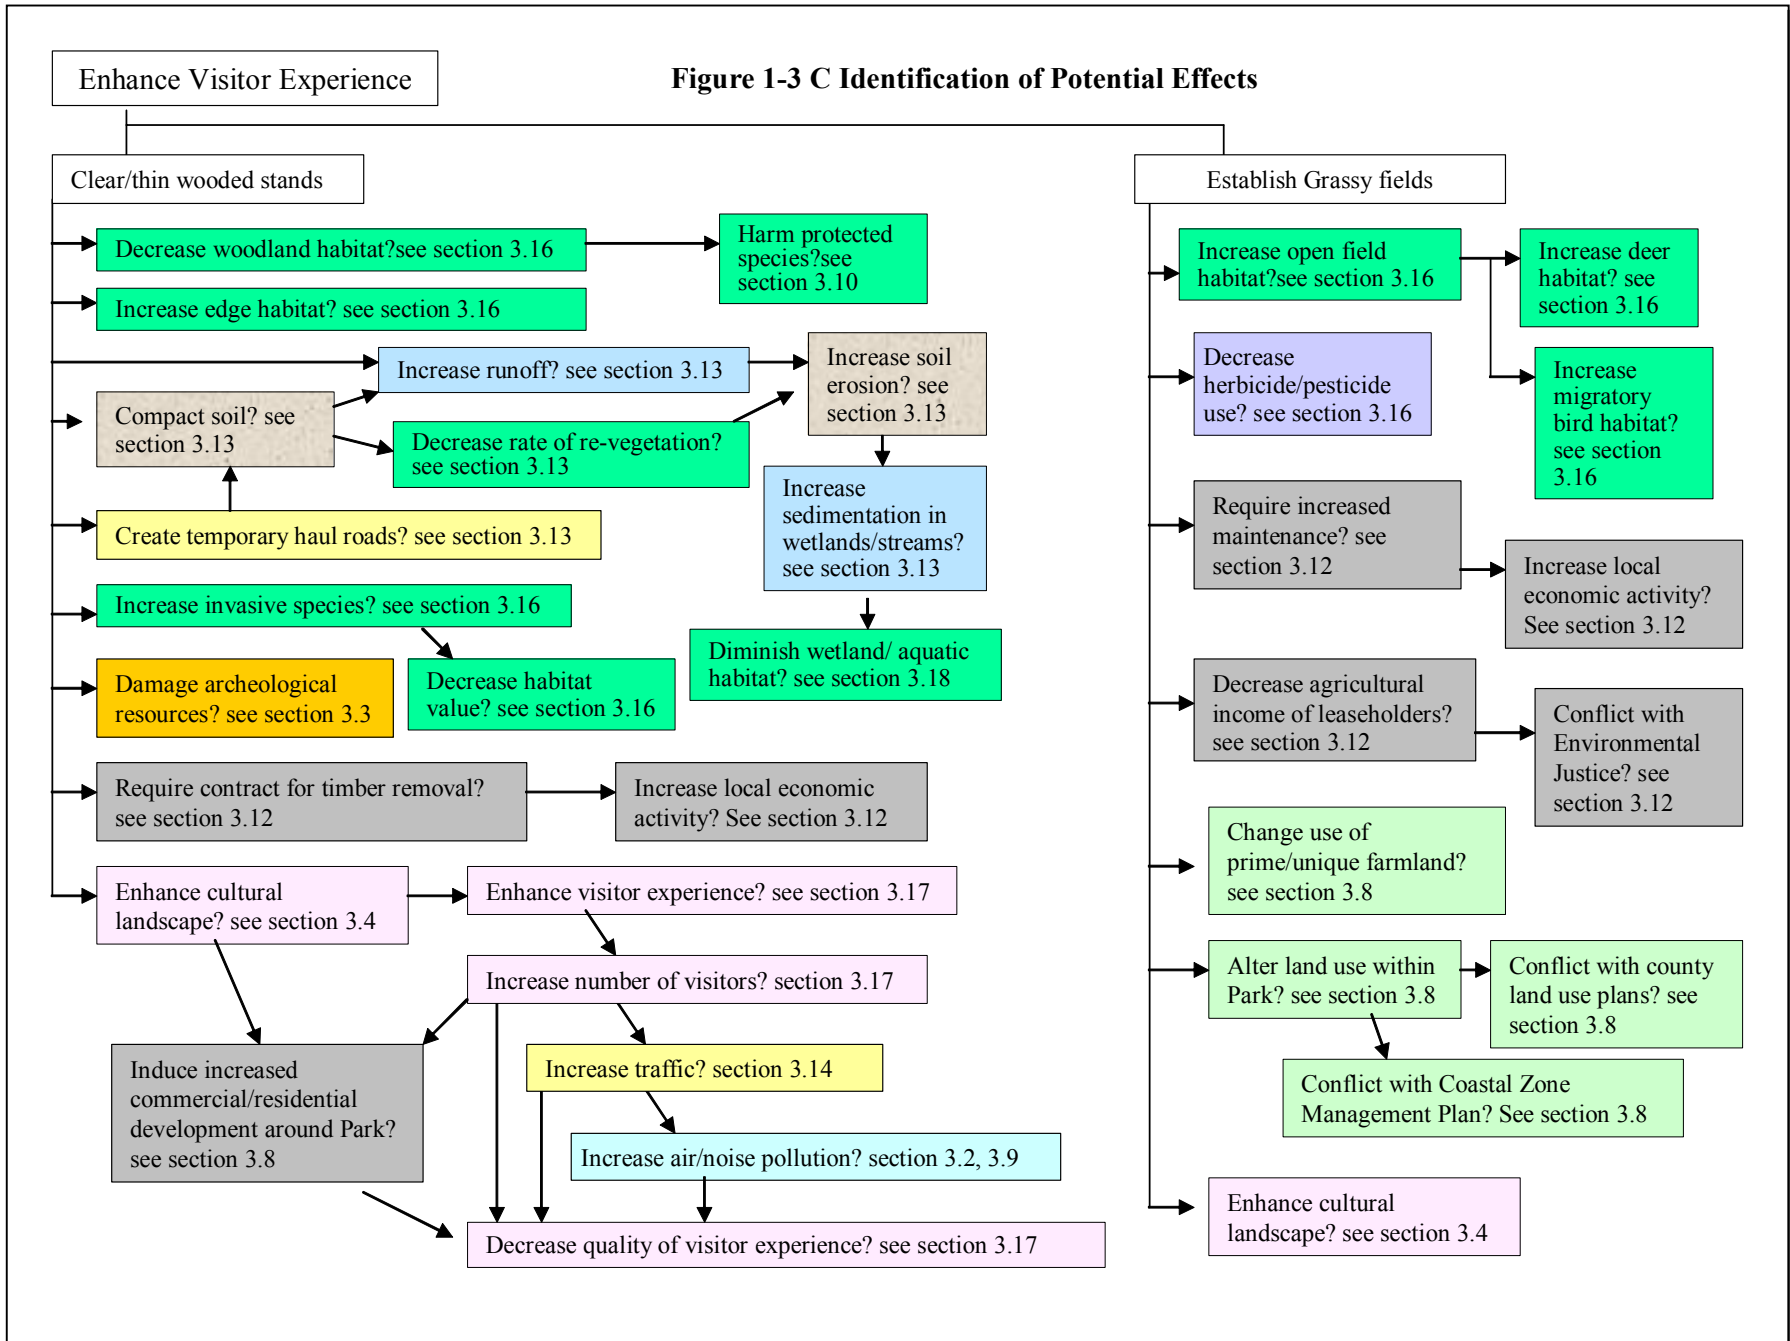 Enhance Visitor Experience
Figure 1-3 C Identification of Potential Effects
Clear/thin wooded stands
Decrease woodland habitat?see section 3.16
Harm protected
species?see
section 3.10
Increase edge habitat? see section 3.16
Increase runoff? see section 3.13
Increase soil
erosion? see
section 3.13
Compact soil? see
section 3.13
Decrease rate of re-vegetation?
see section 3.13
Increase
sedimentation in
wetlands/streams?
see section 3.13
Create temporary haul roads? see section 3.13
Increase invasive species? see section 3.16
Diminish wetland/ aquatic
habitat? see section 3.18
Damage archeological
resources? see section 3.3
Decrease habitat
value? see section 3.16
Require contract for timber removal?
see section 3.12
Increase local economic
activity? See section 3.12
Enhance cultural
landscape? see section 3.4
Enhance visitor experience? see section 3.17
Increase number of visitors? section 3.17
Induce increased
commercial/residential
development around Park?
see section 3.8
Increase traffic? section 3.14
Increase air/noise pollution? section 3.2, 3.9
Decrease quality of visitor experience? see section 3.17
Establish Grassy fields
Increase open field
habitat?see section 3.16
Increase deer
habitat? see
section 3.16
Decrease
herbicide/pesticide
use? see section 3.16
Increase
migratory
bird habitat?
see section
3.16
Require increased
maintenance? see
section 3.12
Increase local
economic activity?
See section 3.12
Decrease agricultural
income of leaseholders?
see section 3.12
Conflict with
Environmental
Justice? see
section 3.12
Change use of
prime/unique farmland?
see section 3.8
Alter land use within
Park? see section 3.8
Conflict with county
land use plans? see
section 3.8
Conflict with Coastal Zone
Management Plan? See section 3.8
Enhance cultural
landscape? see section 3.4